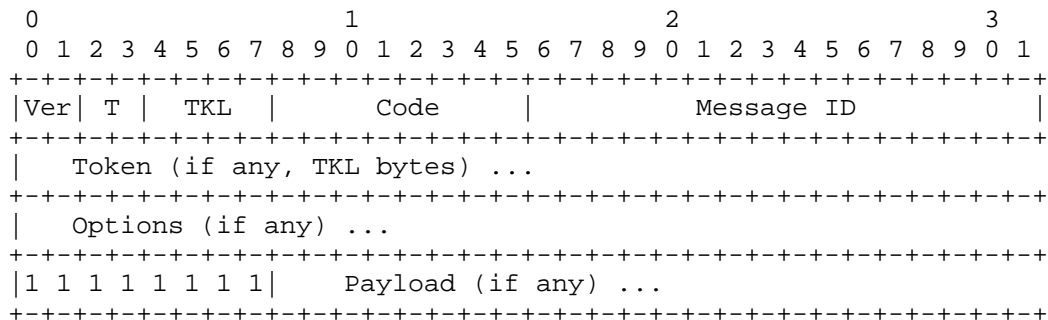 0                   1                   2                   3
 0 1 2 3 4 5 6 7 8 9 0 1 2 3 4 5 6 7 8 9 0 1 2 3 4 5 6 7 8 9 0 1
+-+-+-+-+-+-+-+-+-+-+-+-+-+-+-+-+-+-+-+-+-+-+-+-+-+-+-+-+-+-+-+-+
|Ver| T |  TKL  |      Code     |          Message ID           |
+-+-+-+-+-+-+-+-+-+-+-+-+-+-+-+-+-+-+-+-+-+-+-+-+-+-+-+-+-+-+-+-+
|   Token (if any, TKL bytes) ...
+-+-+-+-+-+-+-+-+-+-+-+-+-+-+-+-+-+-+-+-+-+-+-+-+-+-+-+-+-+-+-+-+
|   Options (if any) ...
+-+-+-+-+-+-+-+-+-+-+-+-+-+-+-+-+-+-+-+-+-+-+-+-+-+-+-+-+-+-+-+-+
|1 1 1 1 1 1 1 1|    Payload (if any) ...
+-+-+-+-+-+-+-+-+-+-+-+-+-+-+-+-+-+-+-+-+-+-+-+-+-+-+-+-+-+-+-+-+